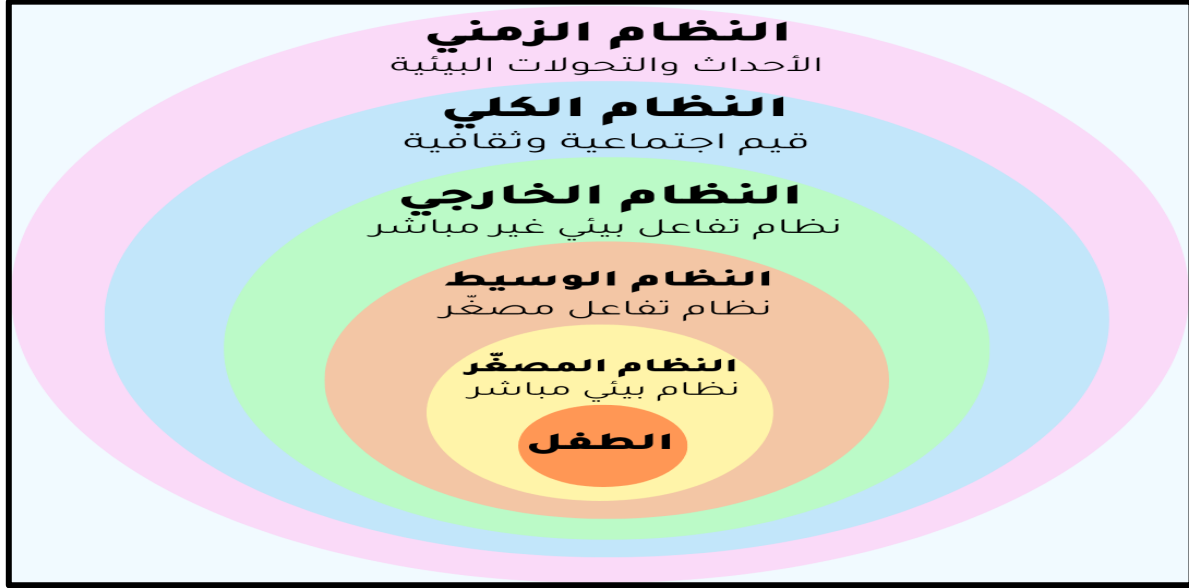 النظام الزمني
الأحداث والتحولات البيئية
النظام الكلي
قيم اجتماعية وثقافية
النظام الخارجي
نظام تفاعل بيئي غير مباشر
النظام الوسيط
نظام تفاعل مصغّر
النظام المصغّر
نظام بيئي مباشر
الطفل